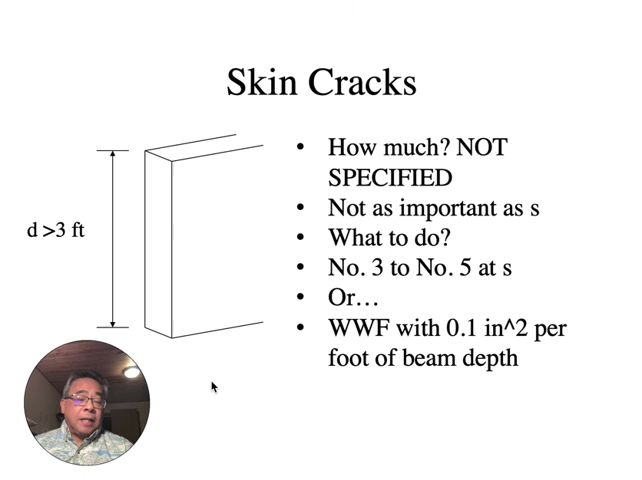 Skin Cracks
d >3 ft
• How much? NOT
SPECIFIED
• Not as important as s
• What to do?
• No. 3 to No. 5 at s
• Or…
• WWF with 0.1 in^2 per
foot of beam depth